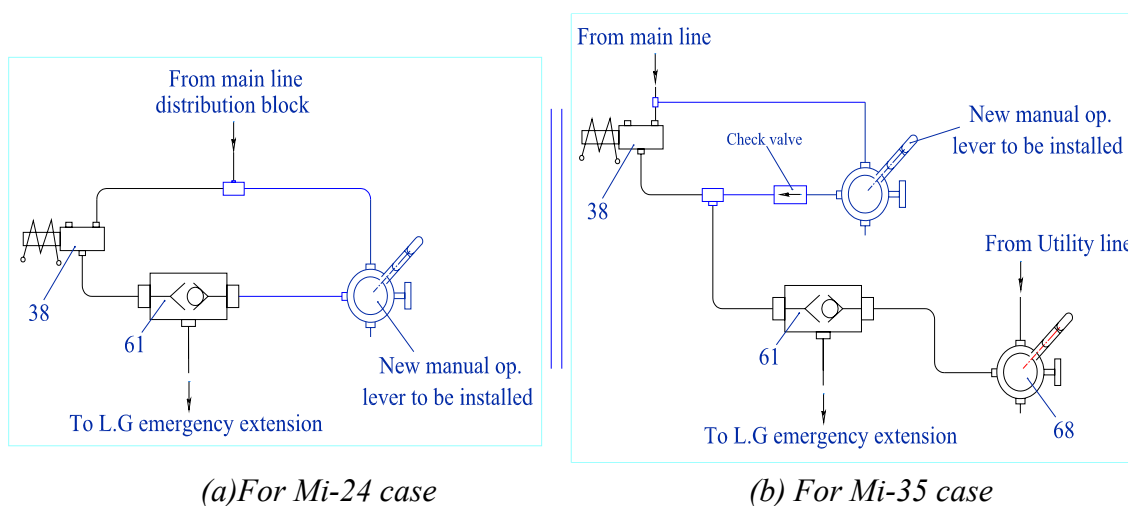 From main line
distribution block
38
61
New manual op.
lever to be installed
To L.G emergency extension
(a)For Mi-24 case
From main line
New manual op.
lever to be installed
Check valve
38
From Utility line
61
68
To L.G emergency extension
(b) For Mi-35 case